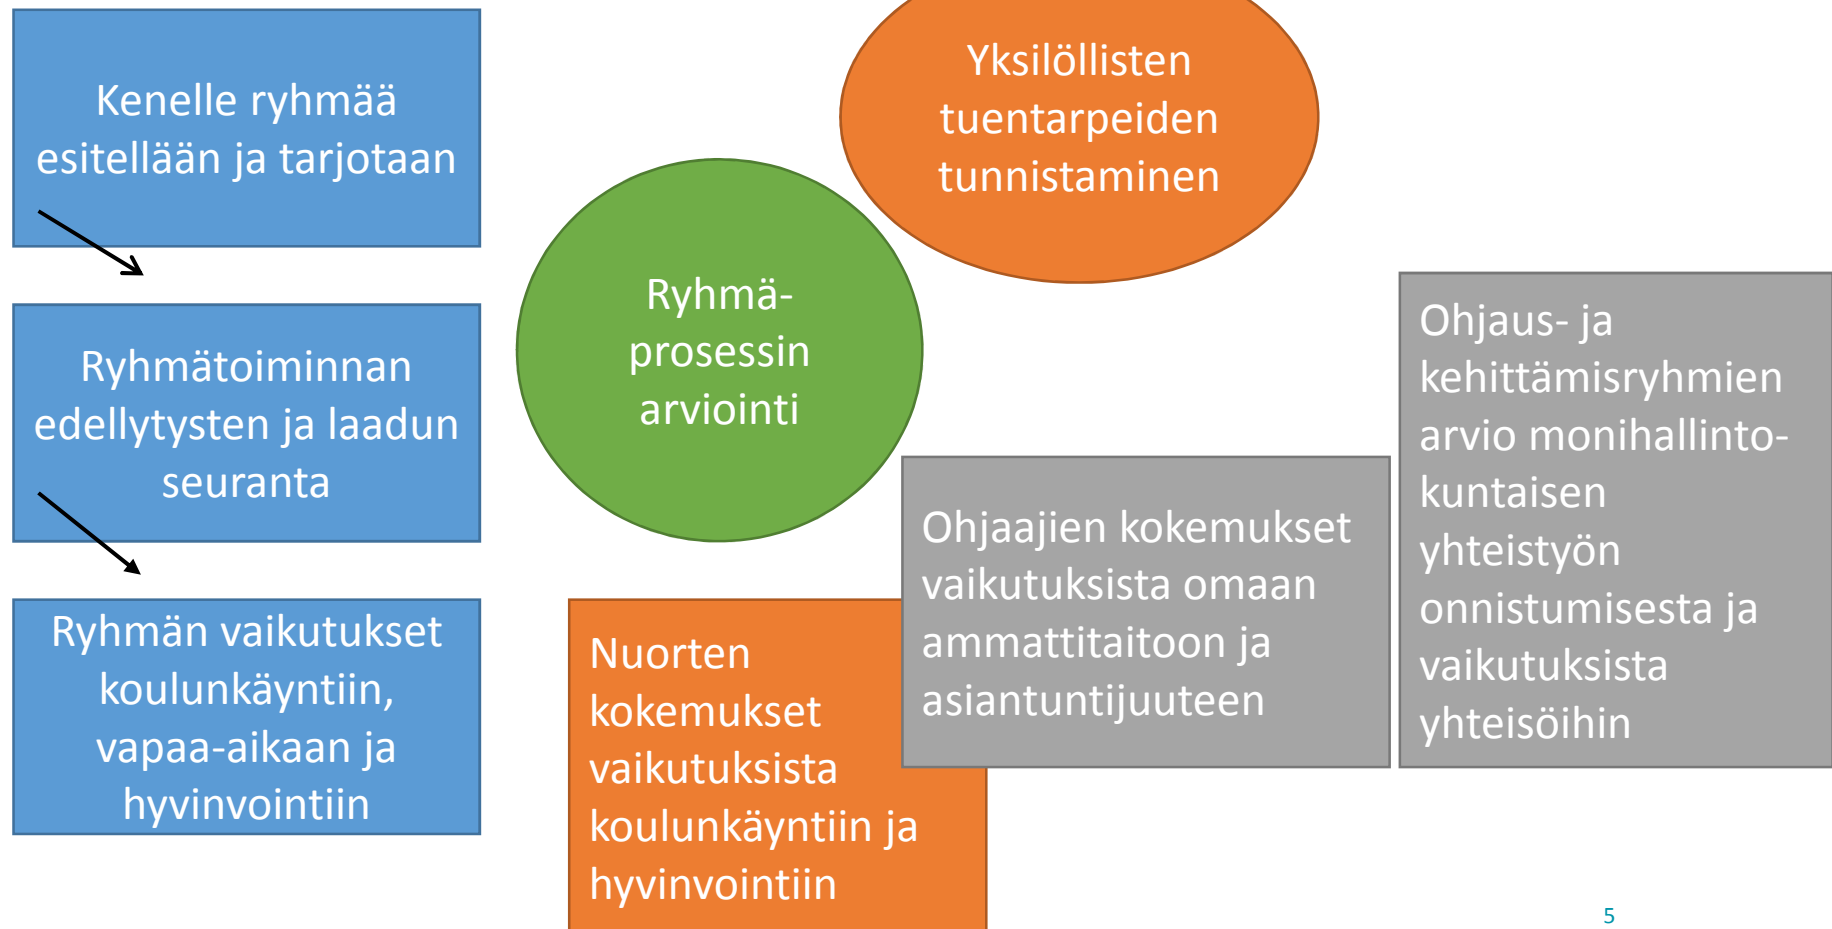 Kenelle ryhmää
esitellään ja tarjotaan
Ryhmätoiminnan
edellytysten ja laadun
seuranta
Ryhmän vaikutukset
koulunkäyntiin,
vapaa-aikaan ja
hyvinvointiin
Yksilöllisten
tuentarpeiden
tunnistaminen
Ryhmä-
prosessin
arviointi
Nuorten
kokemukset
vaikutuksista
koulunkäyntiin ja
hyvinvointiin
Ohjaajien kokemukset
vaikutuksista omaan
ammattitaitoon ja
asiantuntijuuteen
Ohjaus- ja
kehittämisryhmien
arvio monihallinto-
kuntaisen
yhteistyön
onnistumisesta ja
vaikutuksista
yhteisöihin
5